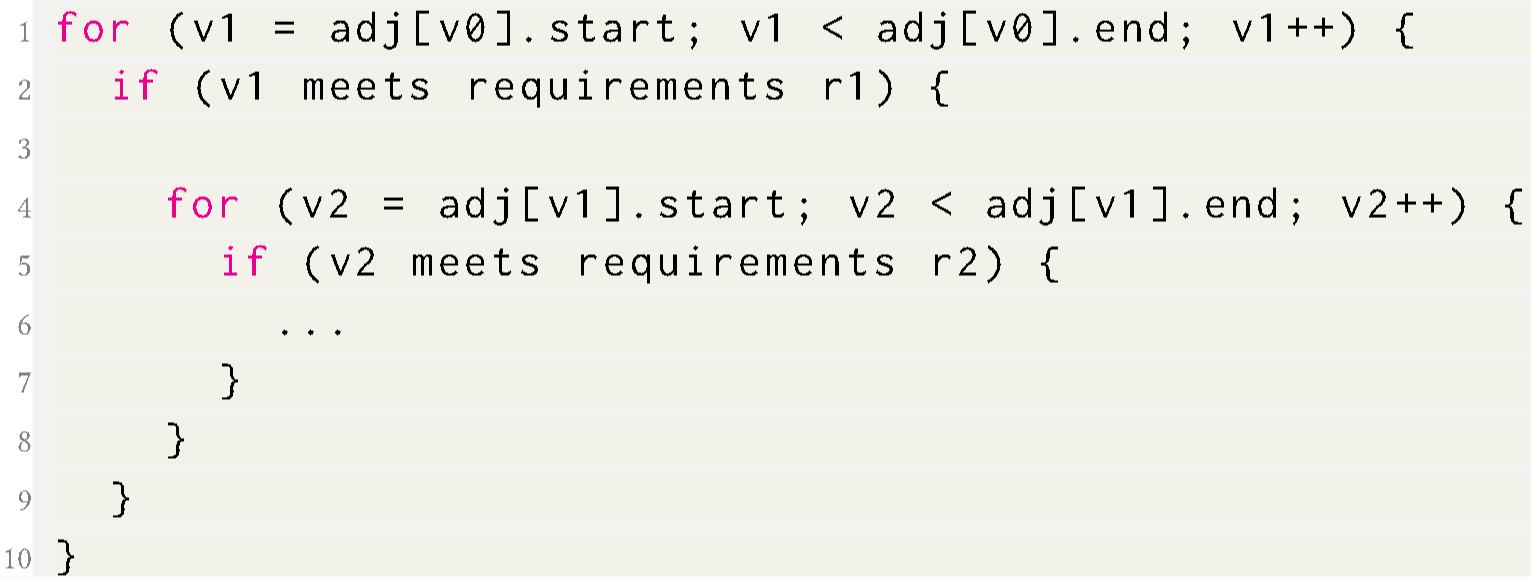 1 for (v1 = adj[v0].start; v1 < adj[v0].end; v1++) {
2   if (v1 meets requirements r1) {
3
4     for (v2 = adj[v1].start; v2 < adj[v1].end; v2++) {
5       if (v2 meets requirements r2) {
6         ...
7       }
8     }
9   }
10 }